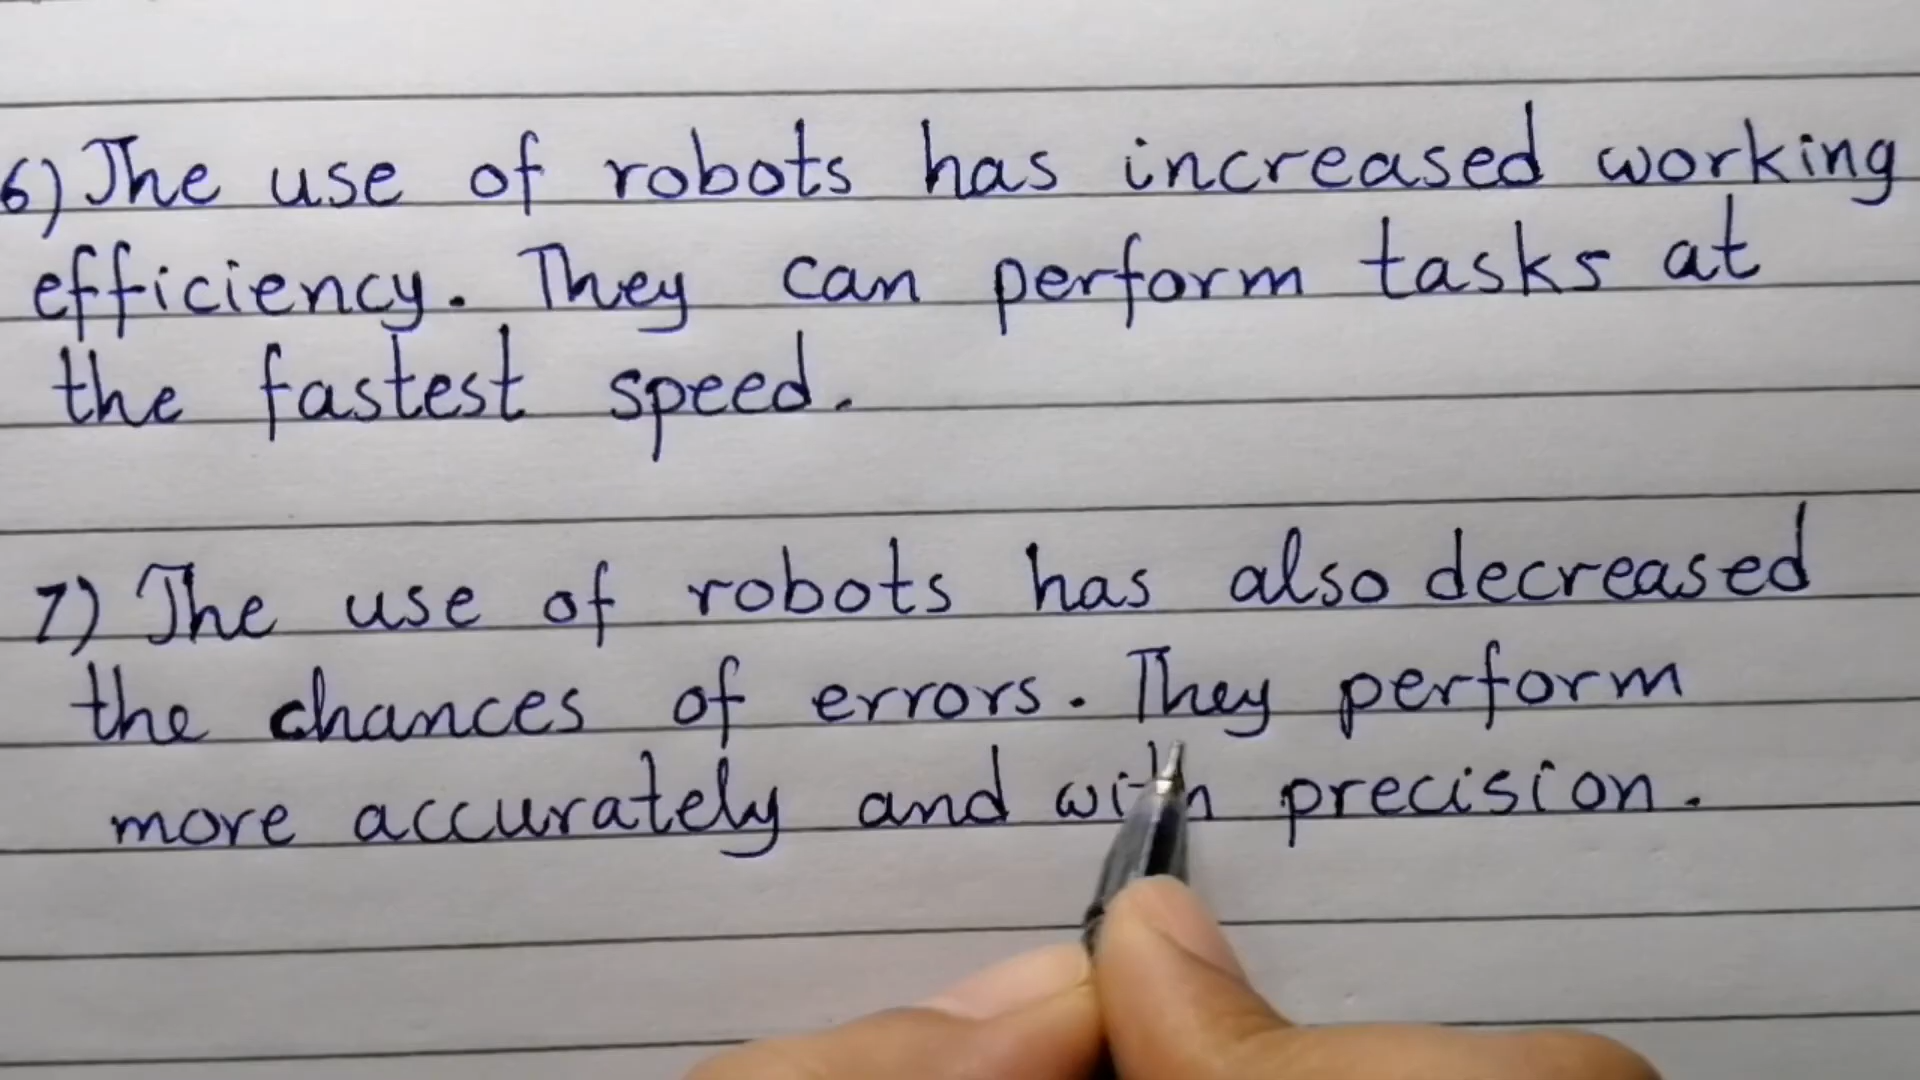 6) The use of robots has increased working
efficiency. They can perform tasks at
the fastest speed.
7) The use of robots has also decreased
the chances of errors. They perform
more accurately and with precision.